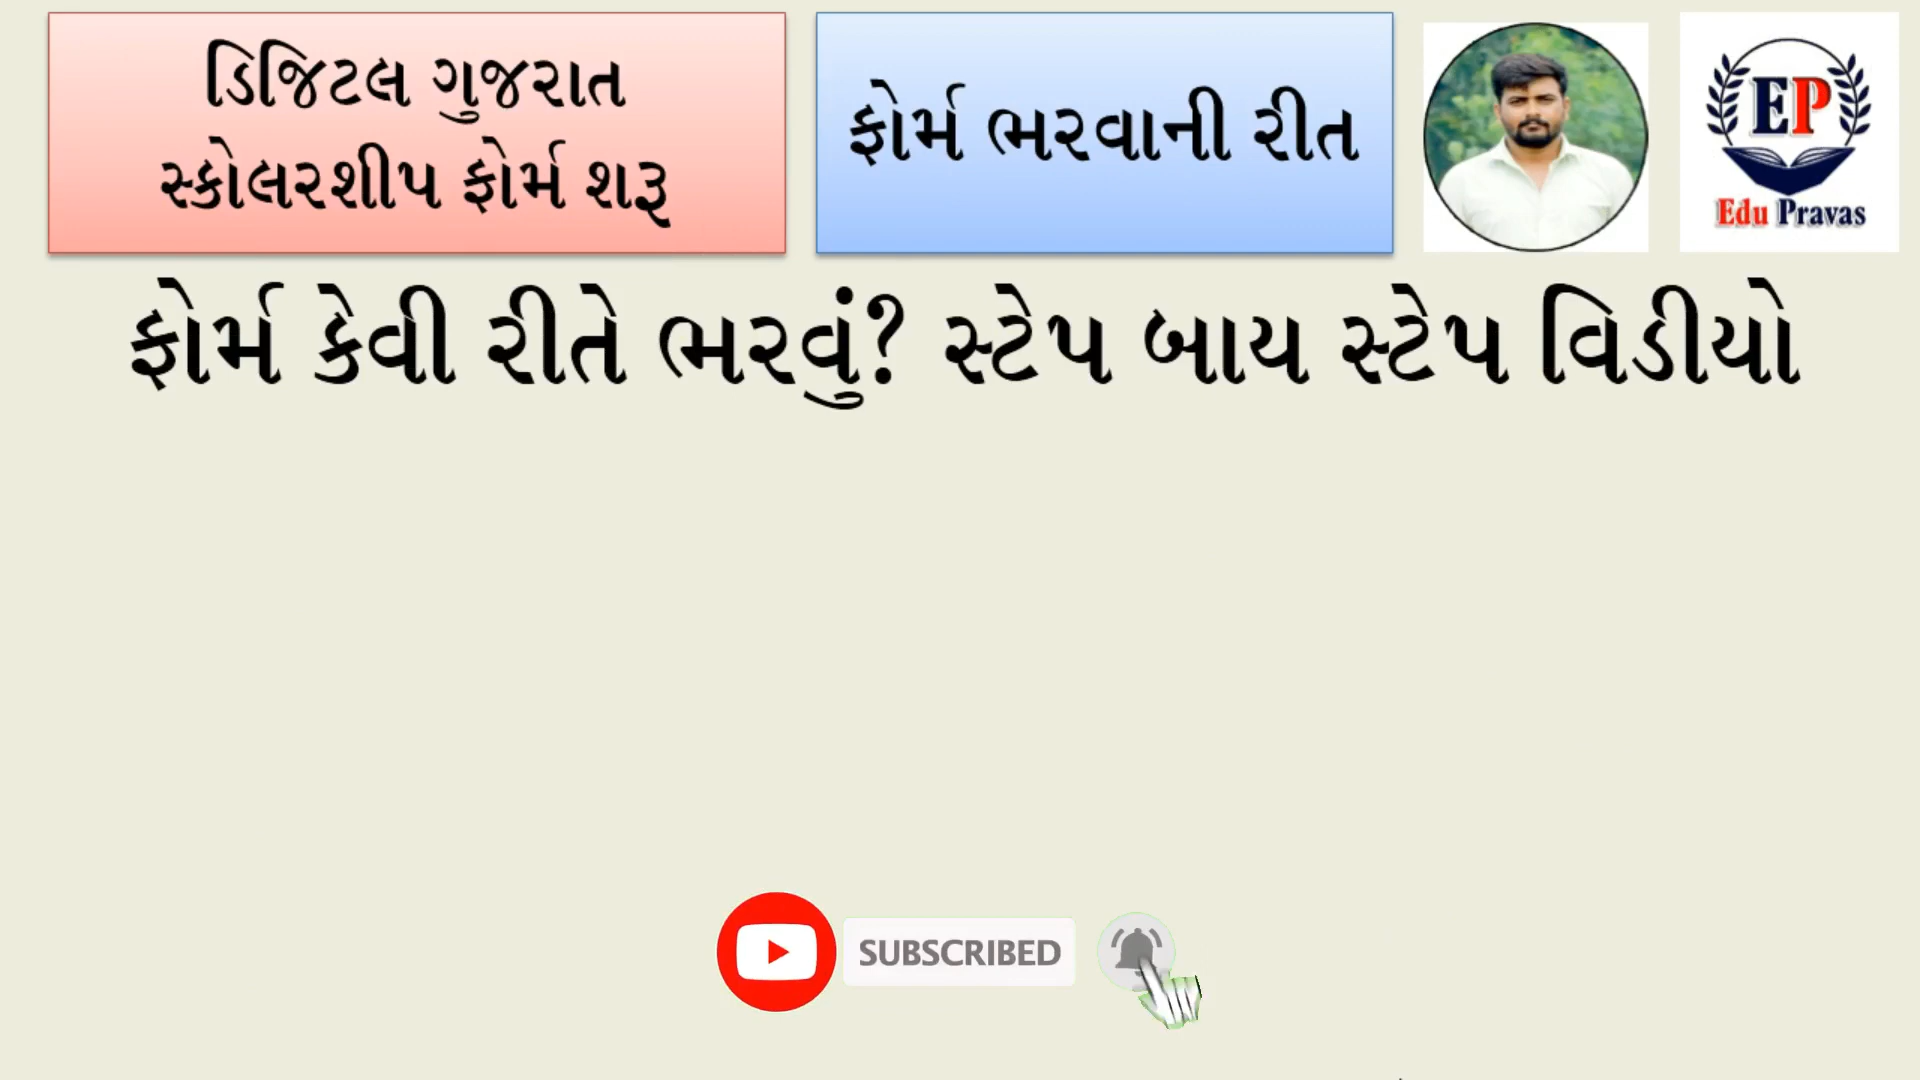 ડિજિટલ ગુજરાત
સ્કોલરશીપ ફોર્મ શરૂ
ફોર્મ ભરવાની રીત
EP
Edu Pravas
ફોર્મ કેવી રીતે ભરવું? સ્ટેપ બાય સ્ટેપ વિડીયો
SUBSCRIBED